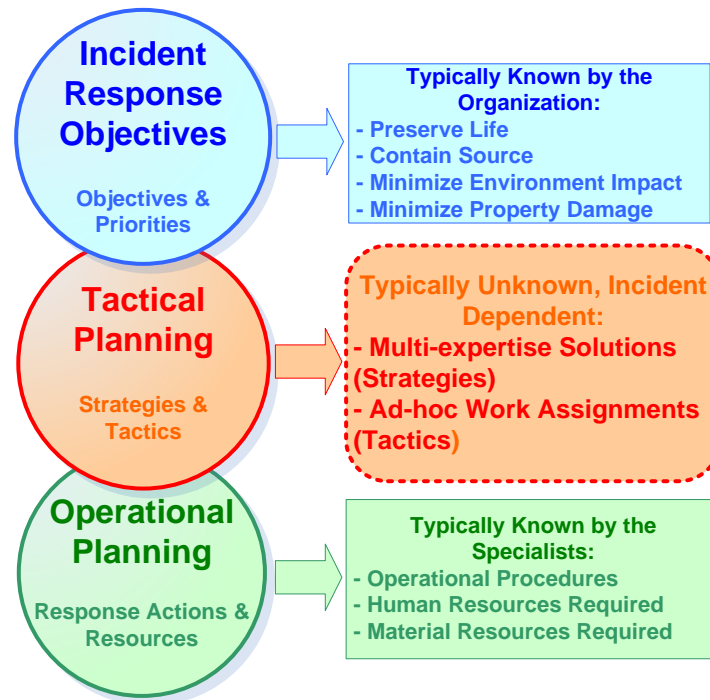 Incident
Response
Objectives
Objectives &
Priorities
Typically Known by the
Organization:
- Preserve Life
- Contain Source
- Minimize Environment Impact
- Minimize Property Damage
Tactical
Planning
Strategies &
Tactics
Typically Unknown, Incident
Dependent:
- Multi-expertise Solutions
(Strategies)
- Ad-hoc Work Assignments
(Tactics)
Operational
Planning
Response Actions &
Resources
Typically Known by the
Specialists:
- Operational Procedures
- Human Resources Required
- Material Resources Required